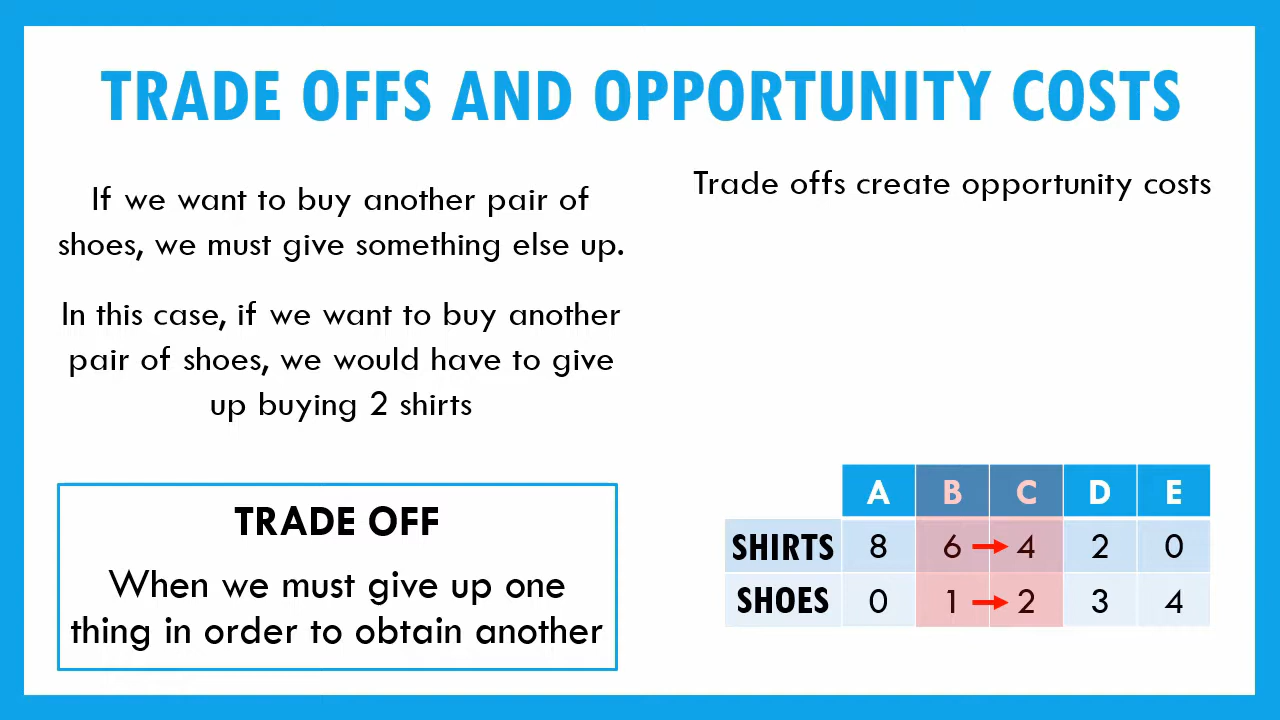 TRADE OFFS AND OPPORTUNITY COSTS
If we want to buy another pair of
shoes, we must give something else up.
In this case, if we want to buy another
pair of shoes, we would have to give
up buying 2 shirts
TRADE OFF
When we must give up one
thing in order to obtain another
Trade offs create opportunity costs
A B C D E
SHIRTS 8 6 4 2 0
SHOES 0 1 2 3 4